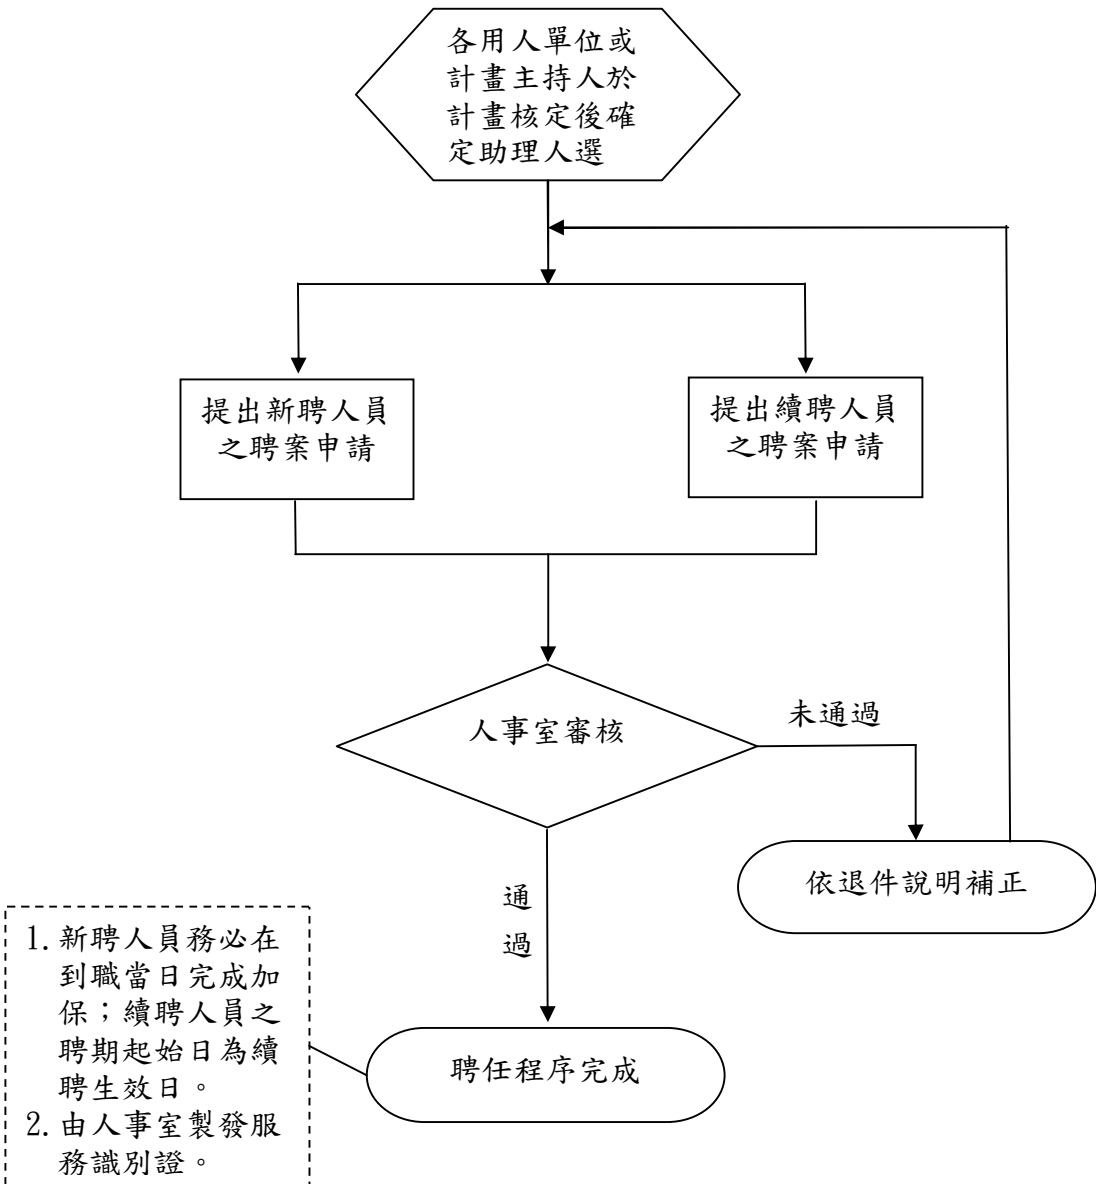 各用人單位或
計畫主持人於
計畫核定後確
定助理人選
提出新聘人員
之聘案申請
提出續聘人員
之聘案申請
人事室審核
未通過
依退件說明補正
通
過
1. 新聘人員務必在
到職當日完成加
保；續聘人員之
聘期起始日為續
聘生效日。
2. 由人事室製發服
務識別證。
聘任程序完成